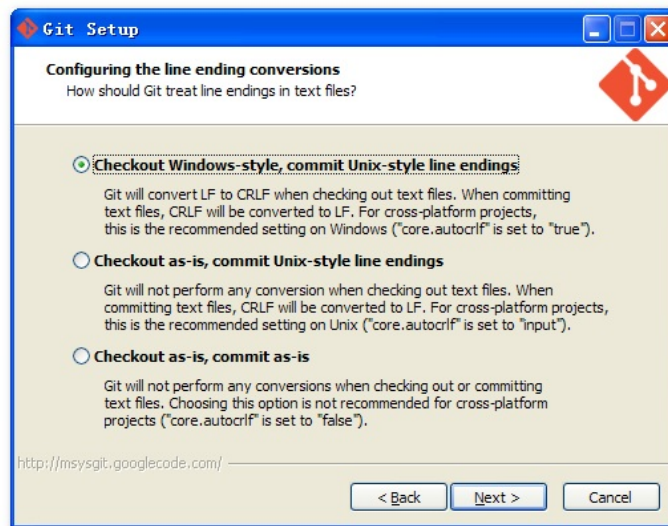 Git Setup
Configuring the line ending conversions
How should Git treat line endings in text files?
Checkout Windows-style, commit Unix-style line endings
Git will convert LF to CRLF when checking out text files. When committing
text files, CRLF will be converted to LF. For cross-platform projects,
this is the recommended setting on Windows ("core.autocrlf" is set to "true").
Checkout as-is, commit Unix-style line endings
Git will not perform any conversion when checking out text files. When
committing text files, CRLF will be converted to LF. For cross-platform projects,
this is the recommended setting on Unix ("core.autocrlf" is set to "input").
Checkout as-is, commit as-is
Git will not perform any conversions when checking out or committing
text files. Choosing this option is not recommended for cross-platform
projects ("core.autocrlf" is set to "false").
http://msysgit.googlecode.com/
< Back Next > Cancel